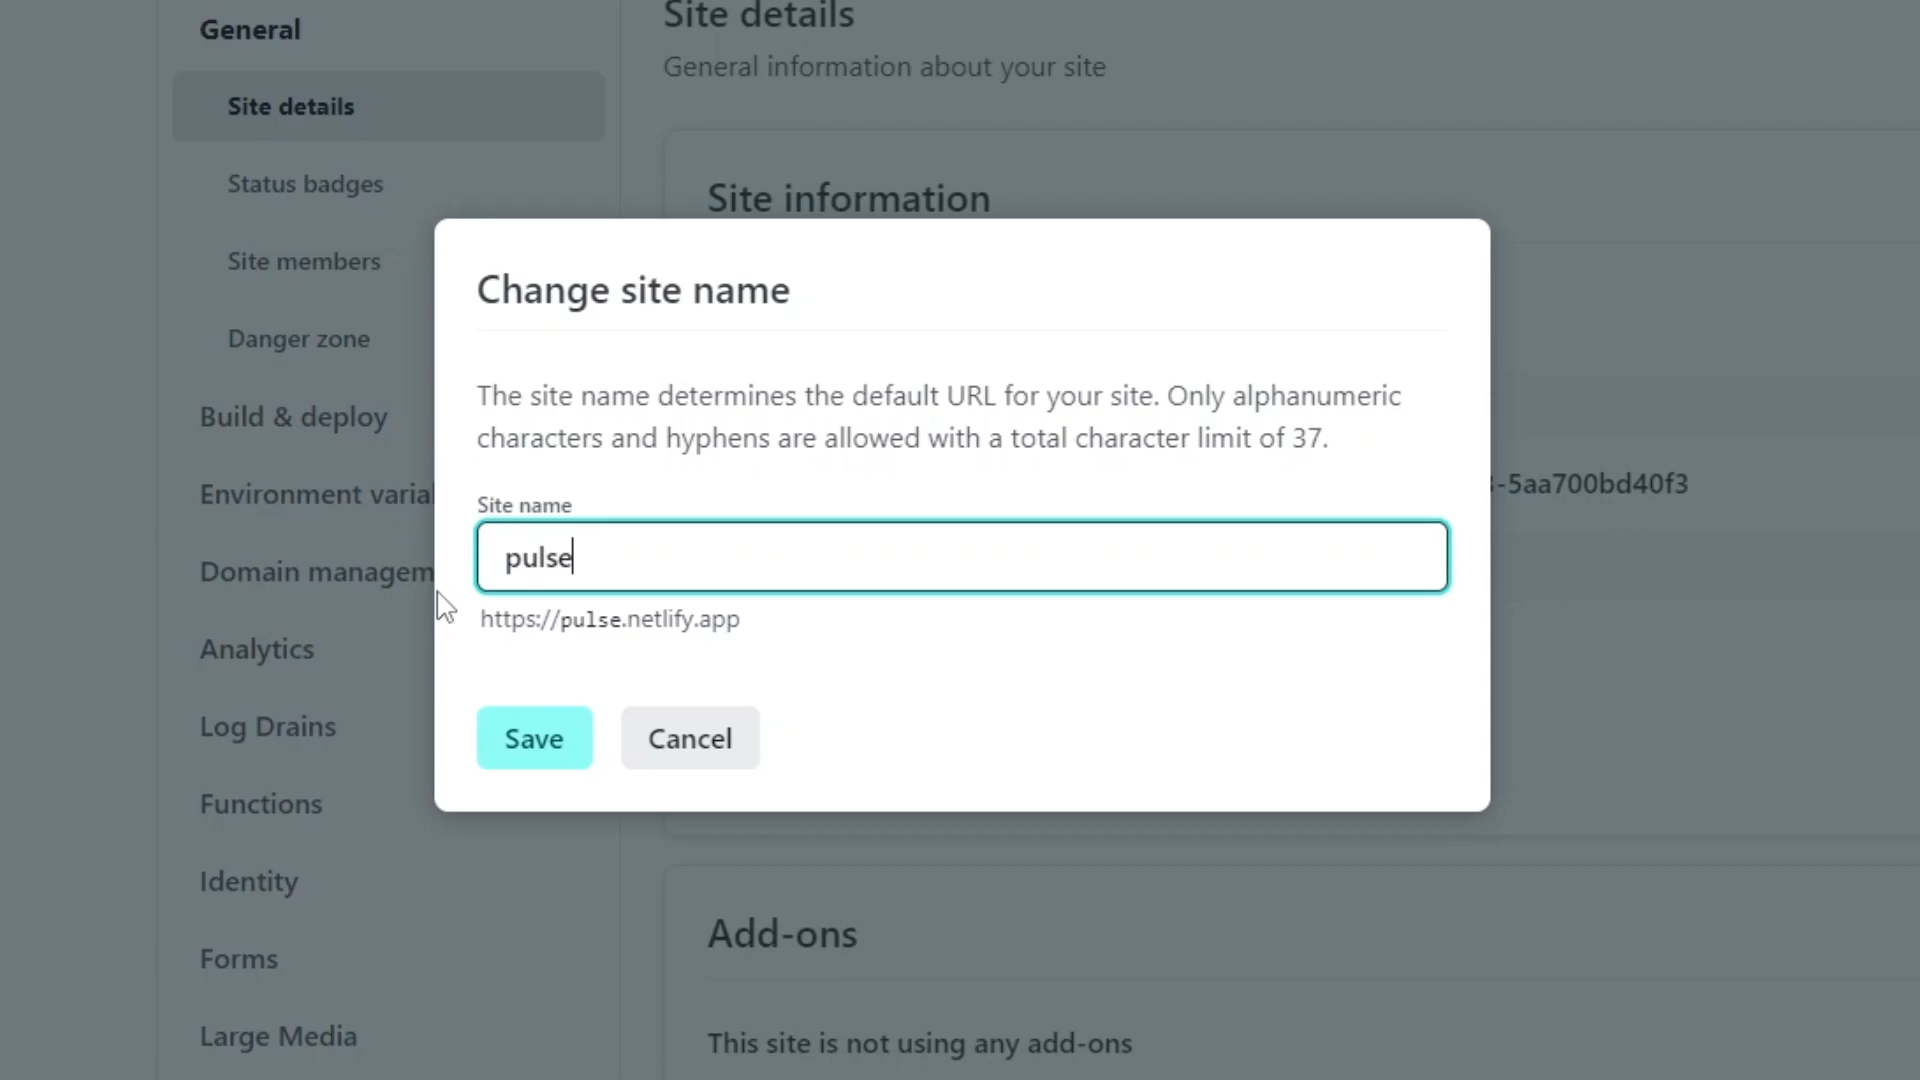 General
Site details
Status badges
Site members
Danger zone
Build & deploy
Environment
Domain
Analytics
Log Drains
Functions
Identity
Forms
Large Media
Site details
General information about your site
Site information
-5aa700bd40f3
Add-ons
This site is not using any add-ons
Change site name
The site name determines the default URL for your site. Only alphanumeric
characters and hyphens are allowed with a total character limit of 37.
Site name
pulse
https://pulse.netlify.app
Save
Cancel